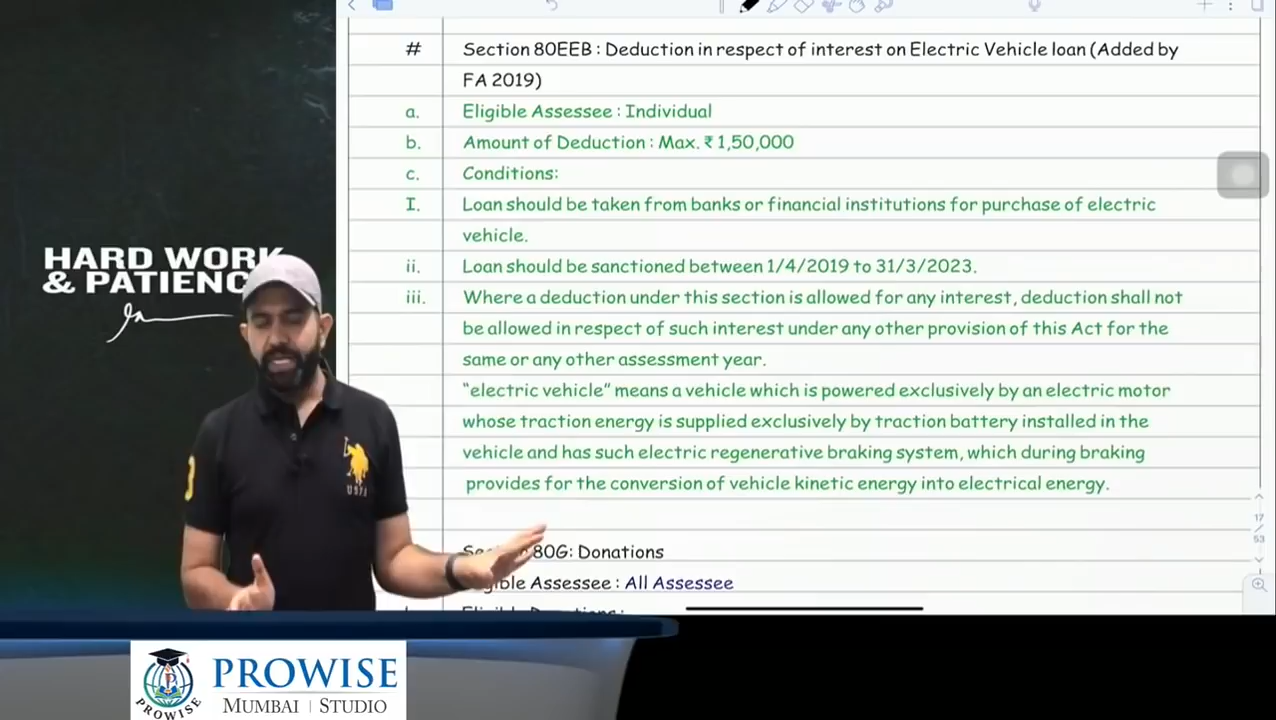 # Section 80EEB : Deduction in respect of interest on Electric Vehicle loan (Added by
FA 2019)
a. Eligible Assessee : Individual
b. Amount of Deduction : Max. ₹ 1,50,000
c. Conditions:
I. Loan should be taken from banks or financial institutions for purchase of electric
vehicle.
ii. Loan should be sanctioned between 1/4/2019 to 31/3/2023.
iii. Where a deduction under this section is allowed for any interest, deduction shall not
be allowed in respect of such interest under any other provision of this Act for the
same or any other assessment year.
"electric vehicle" means a vehicle which is powered exclusively by an electric motor
whose traction energy is supplied exclusively by traction battery installed in the
vehicle and has such electric regenerative braking system, which during braking
provides for the conversion of vehicle kinetic energy into electrical energy.
80G: Donations
Assessee : All Assessee
HARD WORK
& PATIENC
3
17
/
53
PROWISE
MUMBAI | STUDIO
PROWISE